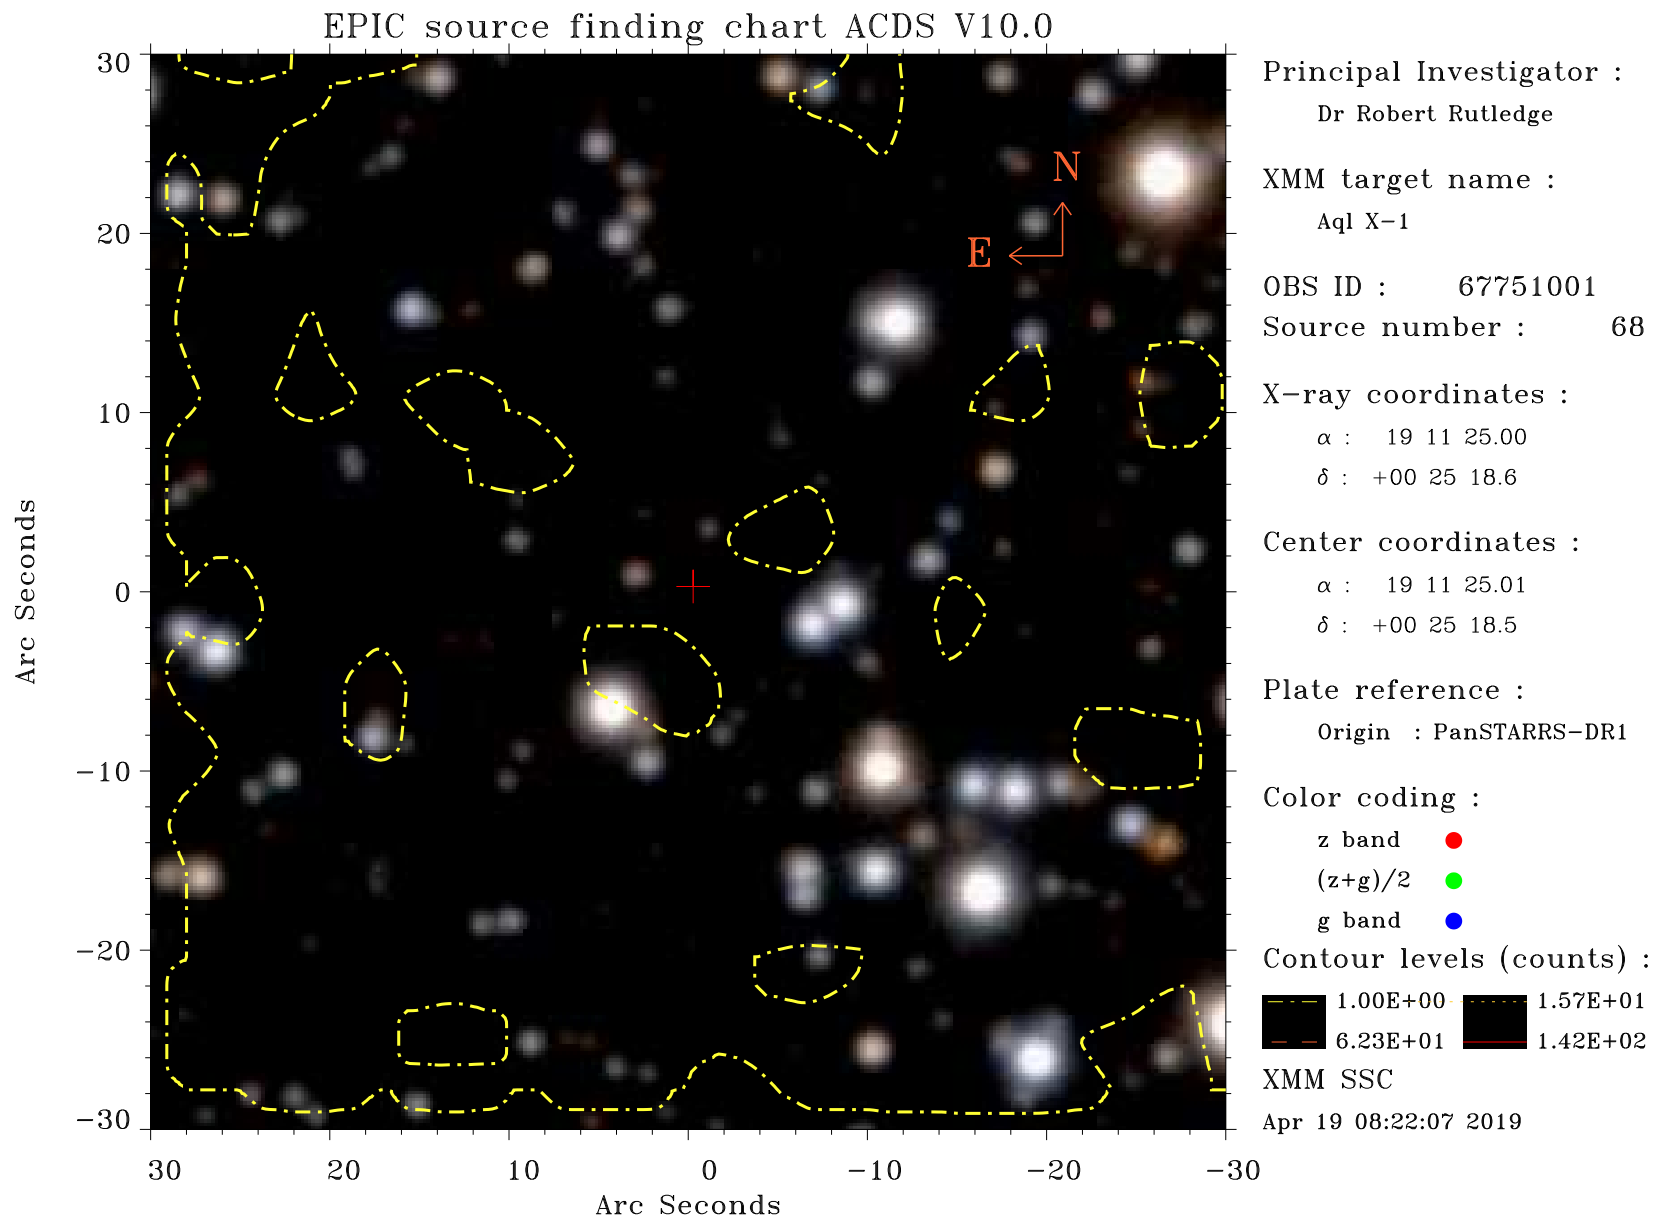 EPIC source finding chart ACDS V10.0
30
20
10
0
−10
−20
−30
Arc Seconds
30
20
10
0
−10
−20
−30
Arc Seconds
N
E
Principal Investigator :
Dr Robert Rutledge
XMM target name :
Aql X−1
OBS ID : 67751001
Source number : 68
X−ray coordinates :
α : 19 11 25.00
δ : +00 25 18.6
Center coordinates :
α : 19 11 25.01
δ : +00 25 18.5
Plate reference :
Origin : PanSTARRS−DR1
Color coding :
z band
(z+g)/2
g band
Contour levels (counts) :
1.00E+00 1.57E+01
6.23E+01 1.42E+02
XMM SSC
Apr 19 08:22:07 2019